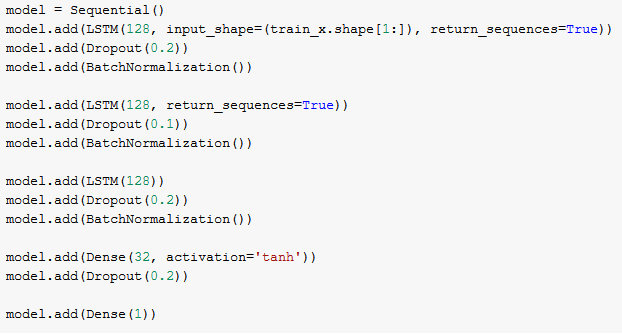 model = Sequential()
model.add(LSTM(128, input_shape=(train_x.shape[1:]), return_sequences=True))
model.add(Dropout(0.2))
model.add(BatchNormalization())

model.add(LSTM(128, return_sequences=True))
model.add(Dropout(0.1))
model.add(BatchNormalization())

model.add(LSTM(128))
model.add(Dropout(0.2))
model.add(BatchNormalization())

model.add(Dense(32, activation='tanh'))
model.add(Dropout(0.2))

model.add(Dense(1))